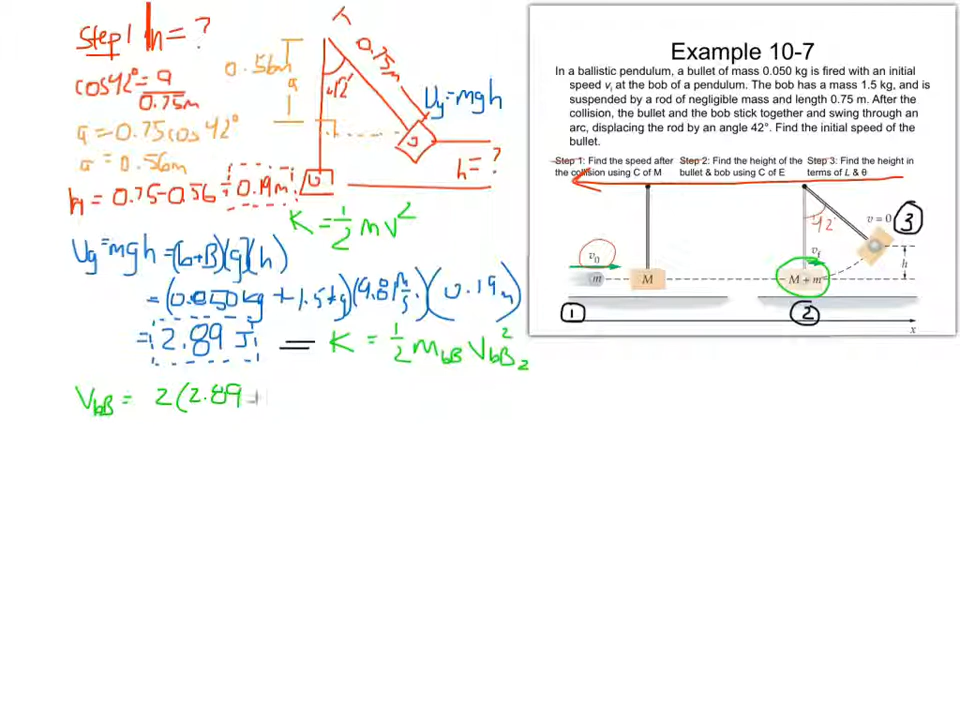 Step 1 h = ?
cos42° = a
0.75m
a = 0.75 cos 42°
a = 0.56m
h = 0.75-0.56 = 0.19m
0.56m
a
0.75m
42°
Ug = mgh
h = ?
K = 1/2 mv²
Ug = mgh = (b+B)(g)(h)
= (0.050kg + 1.5kg)(9.8 m/s²)(0.19m)
= 2.89 J = K = 1/2 m_bB V_bB₂²
V_bB = 2(2.89
Example 10-7
In a ballistic pendulum, a bullet of mass 0.050 kg is fired with an initial
speed vᵢ at the bob of a pendulum. The bob has a mass 1.5 kg, and is
suspended by a rod of negligible mass and length 0.75 m. After the
collision, the bullet and the bob stick together and swing through an
arc, displacing the rod by an angle 42°. Find the initial speed of the
bullet.
Step 1: Find the speed after Step 2: Find the height of the Step 3: Find the height in
the collision using C of M bullet & bob using C of E terms of L & θ
42°
v = 0 3
v₀ v_f h
m M M + m
1 2
x